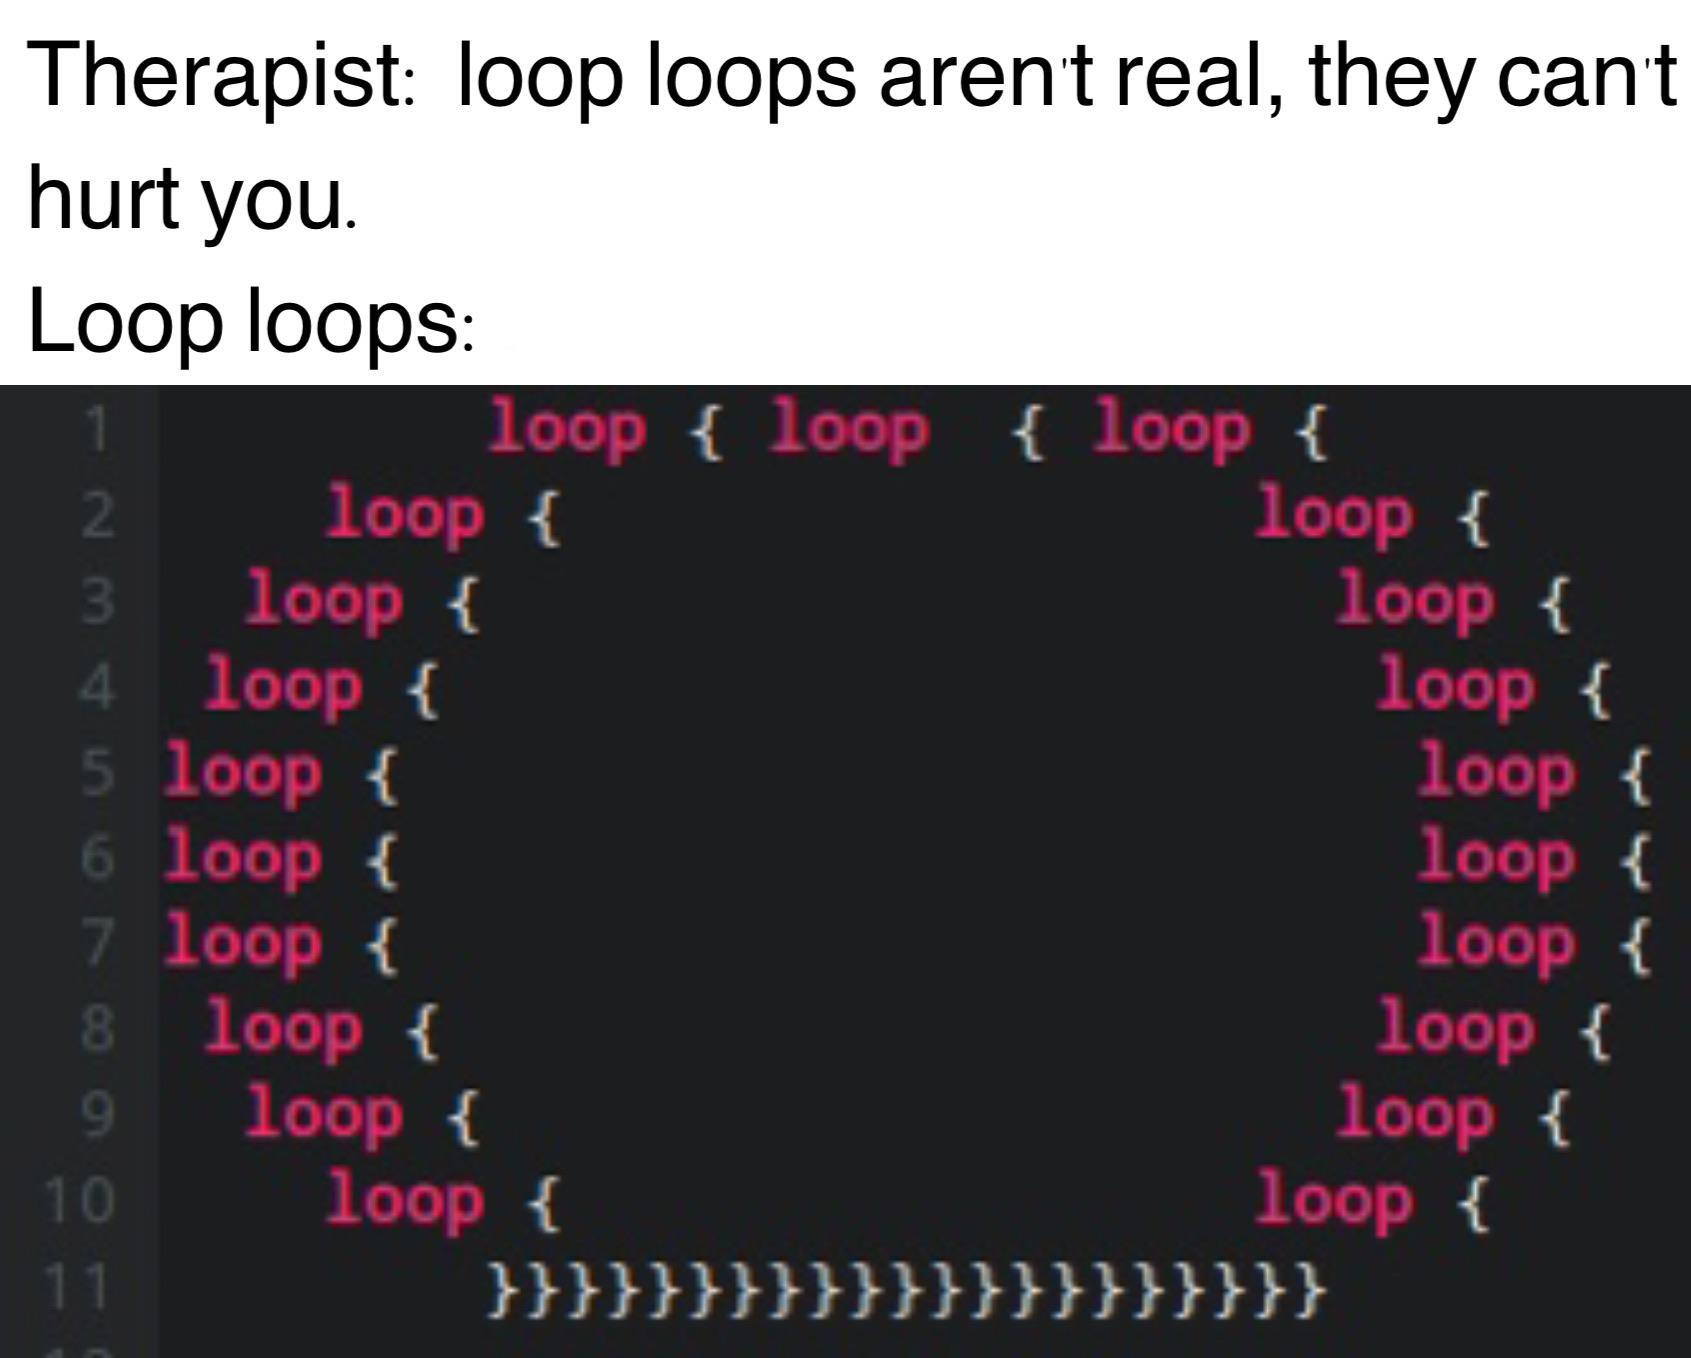 Therapist: loop loops aren't real, they can't
hurt you.
Loop loops:
1 loop { loop { loop {
2 loop { loop {
3 loop { loop {
4 loop { loop {
5 loop { loop {
6 loop { loop {
7 loop { loop {
8 loop { loop {
9 loop { loop {
10 loop { loop {
11 }}}}}}}}}}}}}}}}}}}}}